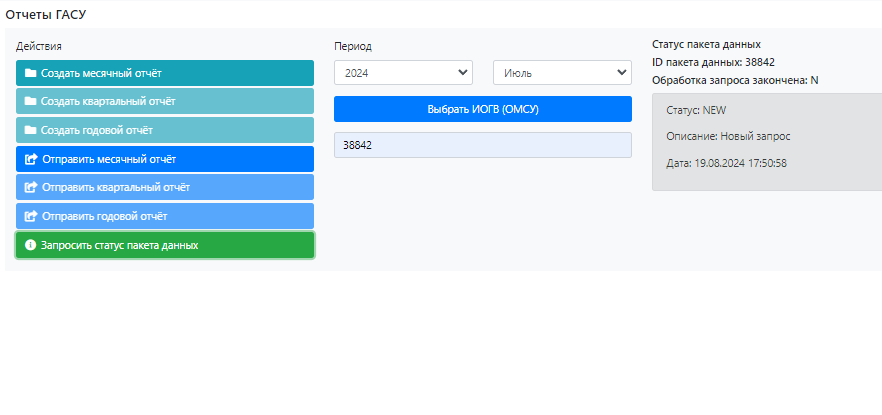 Отчеты ГАСУ
Действия
Создать месячный отчёт
Создать квартальный отчёт
Создать годовой отчёт
Отправить месячный отчёт
Отправить квартальный отчёт
Отправить годовой отчёт
Запросить статус пакета данных
Период
2024
Июль
Выбрать ИОГВ (ОМСУ)
38842
Статус пакета данных
ID пакета данных: 38842
Обработка запроса закончена: N
Статус: NEW
Описание: Новый запрос
Дата: 19.08.2024 17:50:58